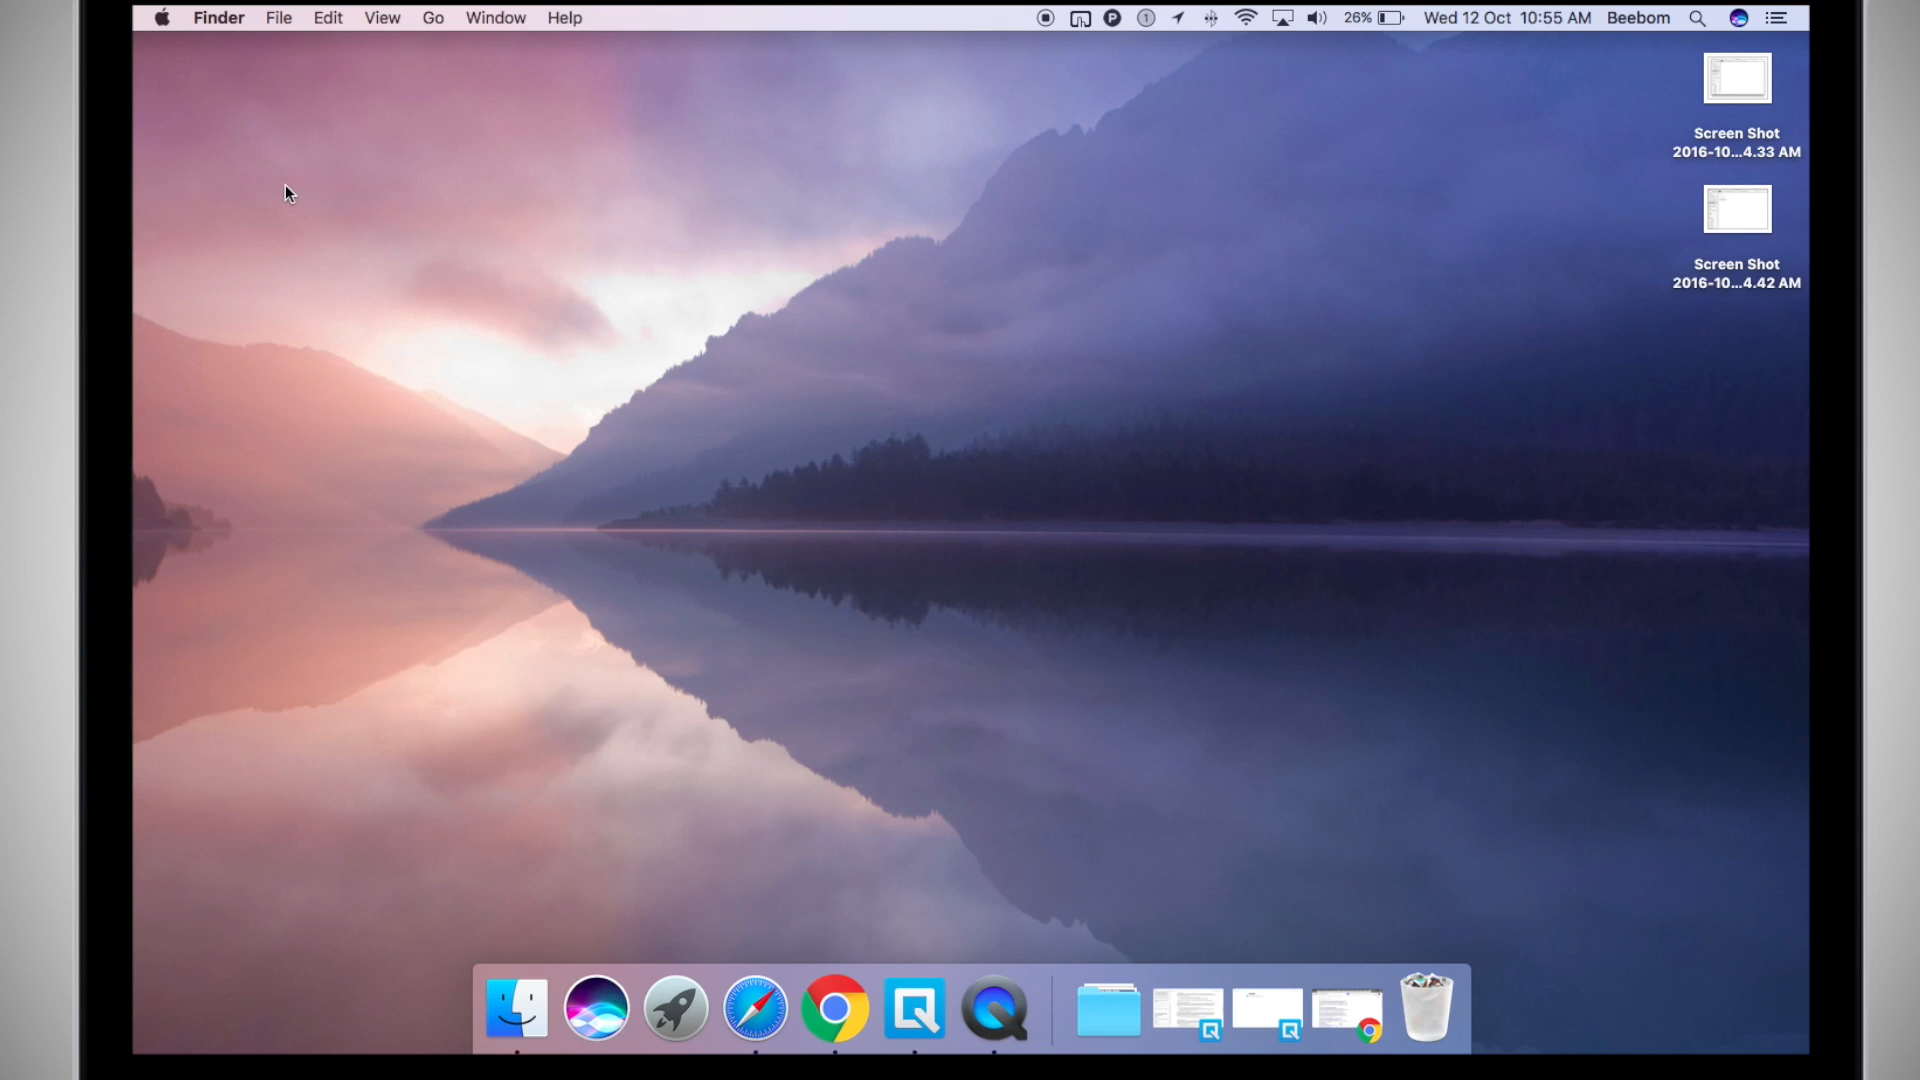 Finder File Edit View Go Window Help 26% Wed 12 Oct 10:55 AM Beebom
Screen Shot
2016-10...4.33 AM
Screen Shot
2016-10...4.42 AM